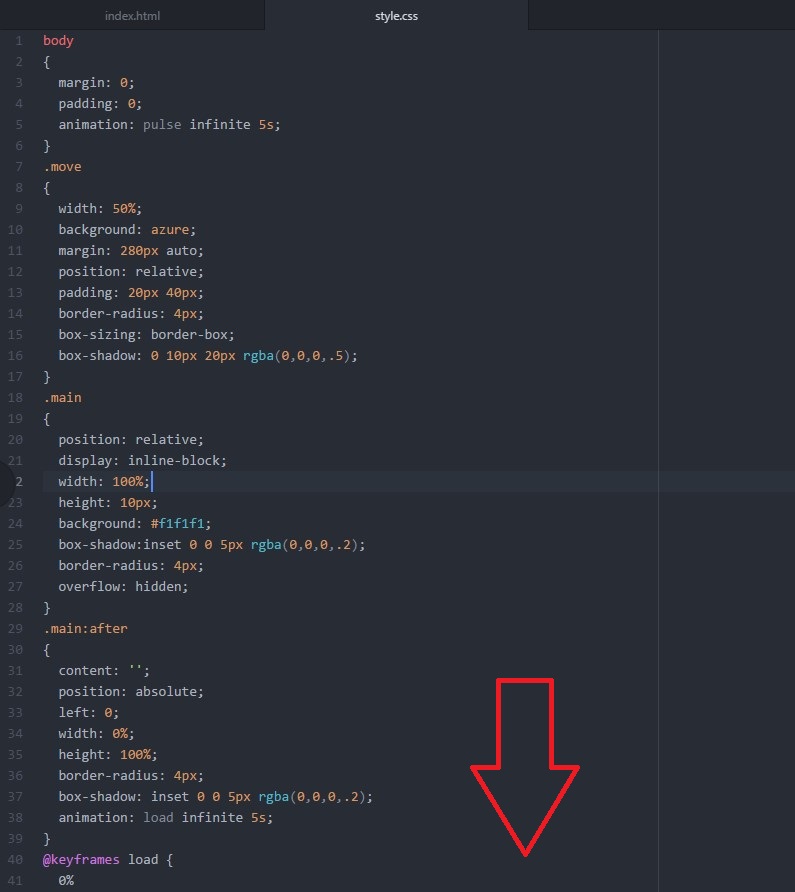 index.html style.css
1 body
2 {
3 margin: 0;
4 padding: 0;
5 animation: pulse infinite 5s;
6 }
7 .move
8 {
9 width: 50%;
10 background: azure;
11 margin: 280px auto;
12 position: relative;
13 padding: 20px 40px;
14 border-radius: 4px;
15 box-sizing: border-box;
16 box-shadow: 0 10px 20px rgba(0,0,0,.5);
17 }
18 .main
19 {
20 position: relative;
21 display: inline-block;
2 width: 100%;
23 height: 10px;
24 background: #f1f1f1;
25 box-shadow:inset 0 0 5px rgba(0,0,0,.2);
26 border-radius: 4px;
27 overflow: hidden;
28 }
29 .main:after
30 {
31 content: '';
32 position: absolute;
33 left: 0;
34 width: 0%;
35 height: 100%;
36 border-radius: 4px;
37 box-shadow: inset 0 0 5px rgba(0,0,0,.2);
38 animation: load infinite 5s;
39 }
40 @keyframes load {
41 0%